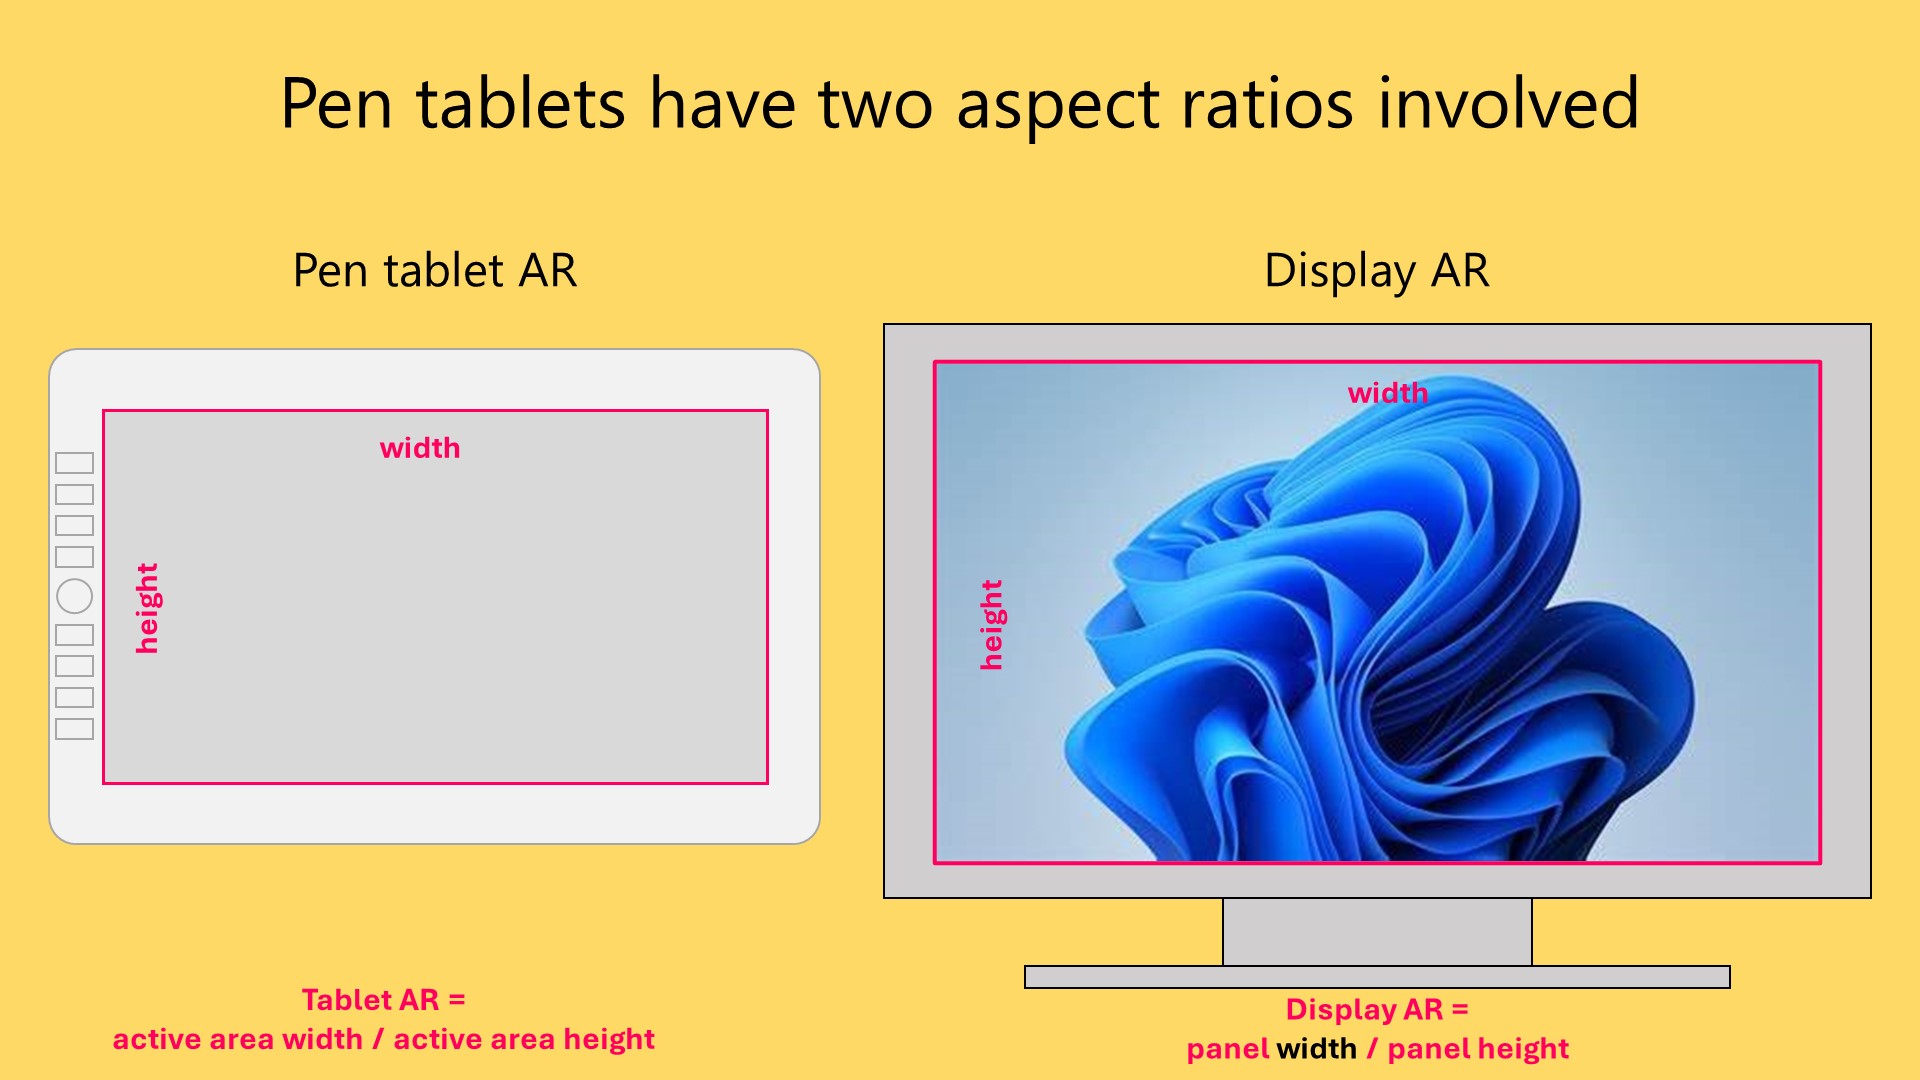 Pen tablets have two aspect ratios involved
Pen tablet AR
Display AR
width
height
width
height
Tablet AR =
active area width / active area height
Display AR =
panel width / panel height